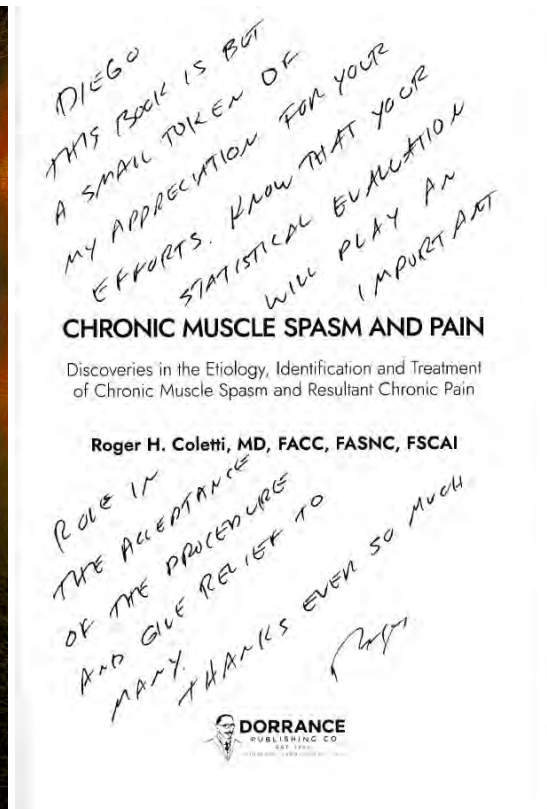 DIEGO
THIS BOOK IS BUT
A SMALL TOKEN OF
MY APPRECIATION FOR YOUR
EFFORTS. KNOW THAT YOUR
STATISTICAL EVALUATION
WILL PLAY AN
IMPORTANT
CHRONIC MUSCLE SPASM AND PAIN
Discoveries in the Etiology, Identification and Treatment
of Chronic Muscle Spasm and Resultant Chronic Pain
Roger H. Coletti, MD, FACC, FASNC, FSCAI
ROLE IN
THE ACCEPTANCE
OF THE PROCEDURE
AND GIVE RELIEF TO
MANY.
THANKS EVER SO MUCH
Roger
DORRANCE
PUBLISHING CO